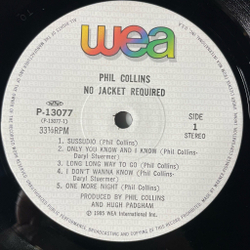 wea
PHIL COLLINS
NO JACKET REQUIRED
P-13077
(P-13077-1)
33⅓RPM
SIDE
1
STEREO
1. SUSSUDIO (Phil Collins)
2. ONLY YOU KNOW AND I KNOW (Phil Collins-
Daryl Stuermer)
3. LONG LONG WAY TO GO (Phil Collins)
4. I DON'T WANNA (Phil Collins-
Daryl Stuermer)
5. ONE MORE NIGHT (Phil Collins)
PRODUCED BY PHIL COLLINS
AND HUGH PADGHAM
℗ 1985 WEA International Inc.